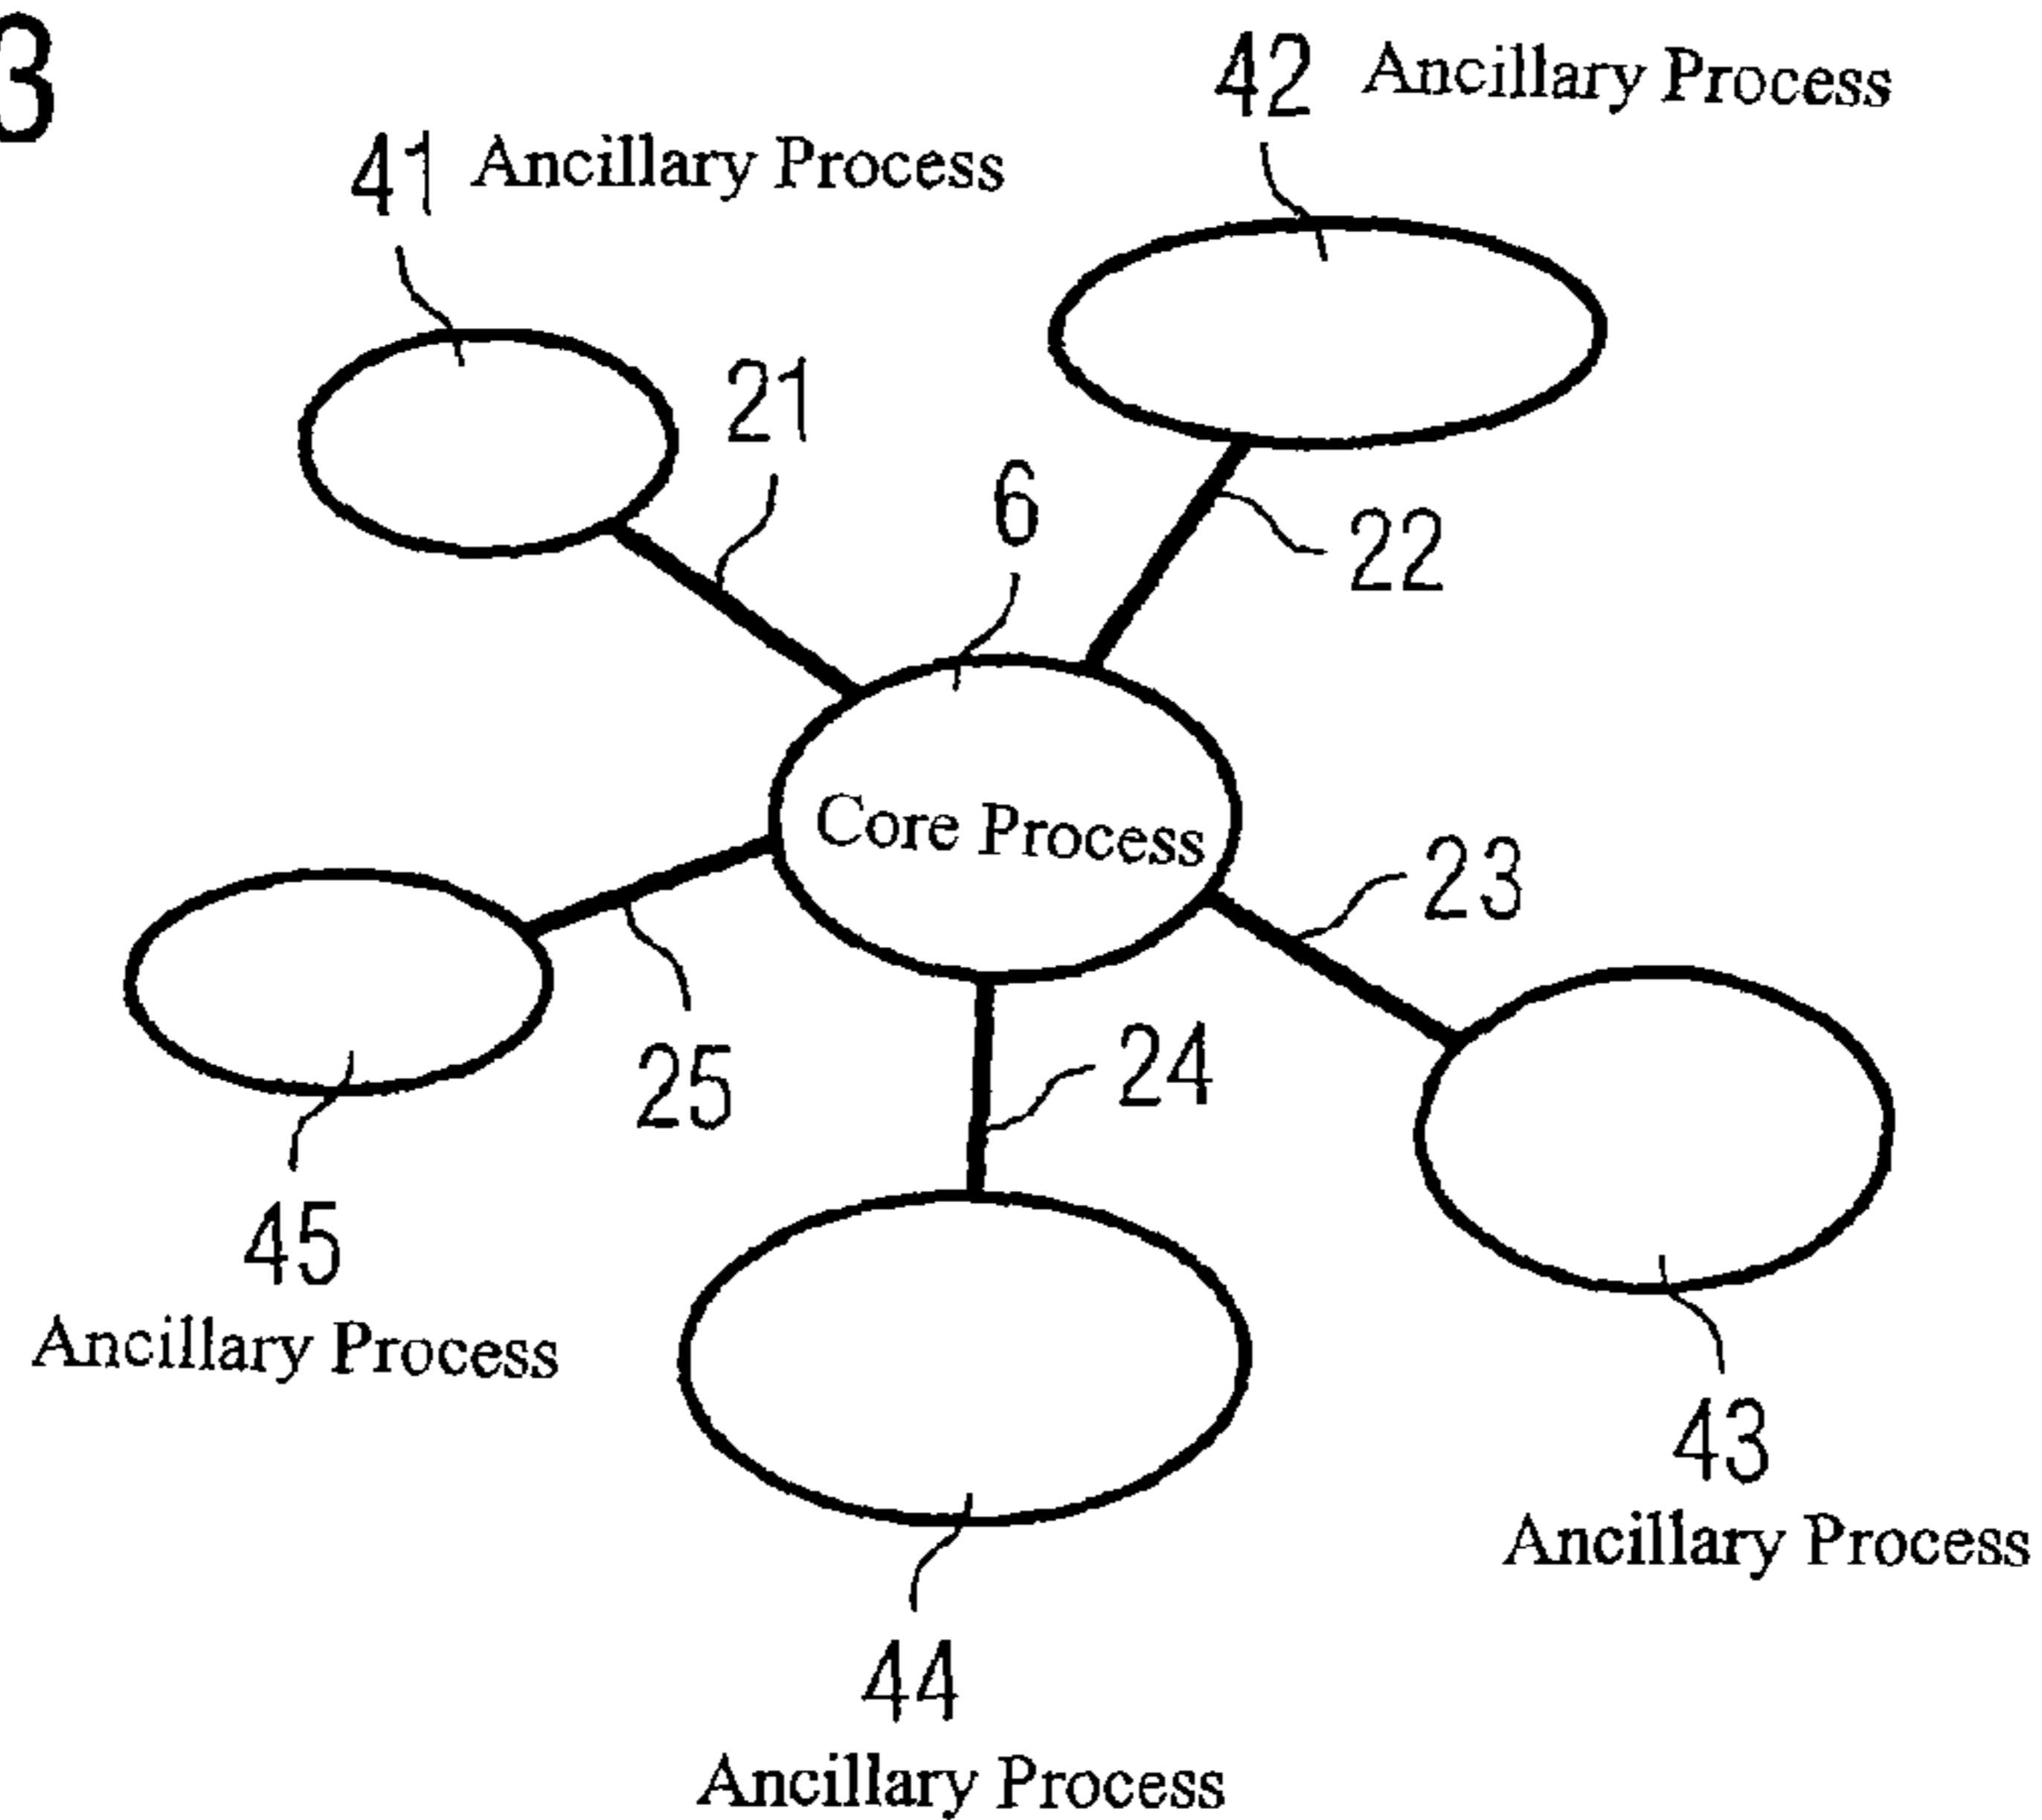 3
42 Ancillary Process
41 Ancillary Process
21
6
22
Core Process
23
25
24
45
Ancillary Process
43
Ancillary Process
44
Ancillary Process